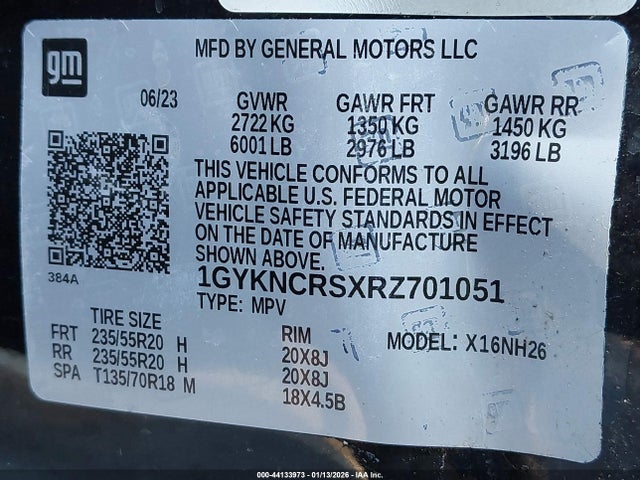 gm
MFD BY GENERAL MOTORS LLC
06/23 GVWR GAWR FRT GAWR RR
2722 KG 1350 KG 1450 KG
6001 LB 2976 LB 3196 LB
THIS VEHICLE CONFORMS TO ALL
APPLICABLE U.S. FEDERAL MOTOR
VEHICLE SAFETY STANDARDS IN EFFECT
ON THE DATE OF MANUFACTURE
SHOWN ABOVE.
384A
1GYKNCRSXRZ701051
TYPE: MPV
TIRE SIZE RIM MODEL: X16NH26
FRT 235/55R20 H 20X8J
RR 235/55R20 H 20X8J
SPA T135/70R18 M 18X4.5B
000-44133973 | 01/13/2026 - IAAI.COM